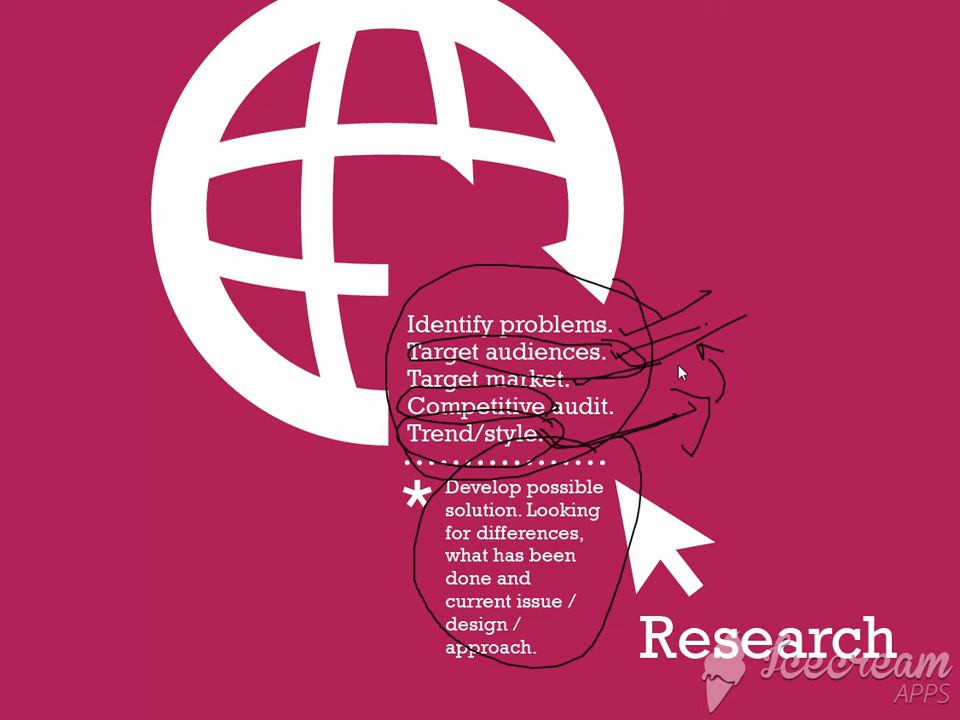 Identify problems.
Target audiences.
Target market.
Competitive audit.
Trend/style.
* Develop possible
solution. Looking
for differences,
what has been
done and
current issue /
design /
approach.
Research
Icecream
APPS